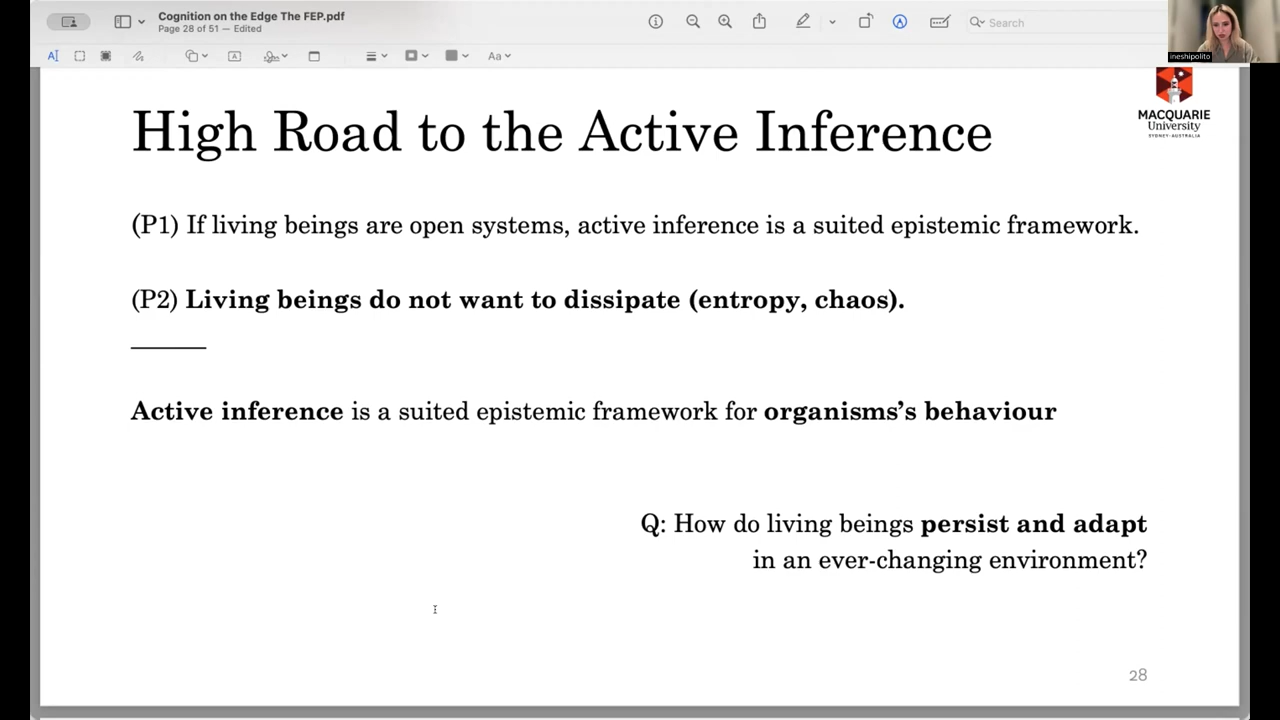 Cognition on the Edge The FEP.pdf
Page 28 of 51 — Edited
Search
Aa
ineshipolito
MACQUARIE
University
SYDNEY·AUSTRALIA
High Road to the Active Inference
(P1) If living beings are open systems, active inference is a suited epistemic framework.
(P2) Living beings do not want to dissipate (entropy, chaos).
Active inference is a suited epistemic framework for organisms’s behaviour
Q: How do living beings persist and adapt
in an ever-changing environment?
28